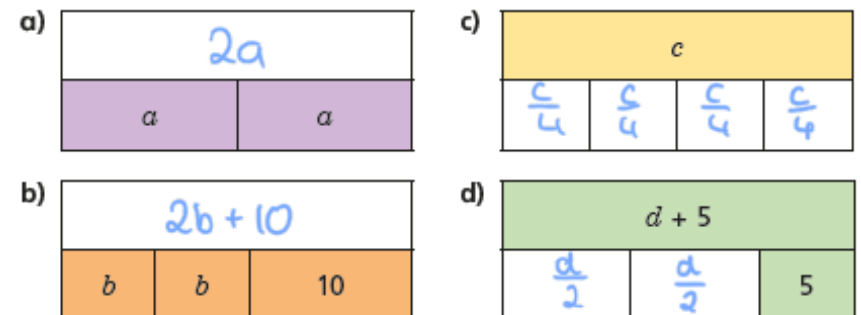 a) 2a
a a
b) 2b + 10
b b 10
c) c
c/4 c/4 c/4 c/4
d) d + 5
d/2 d/2 5